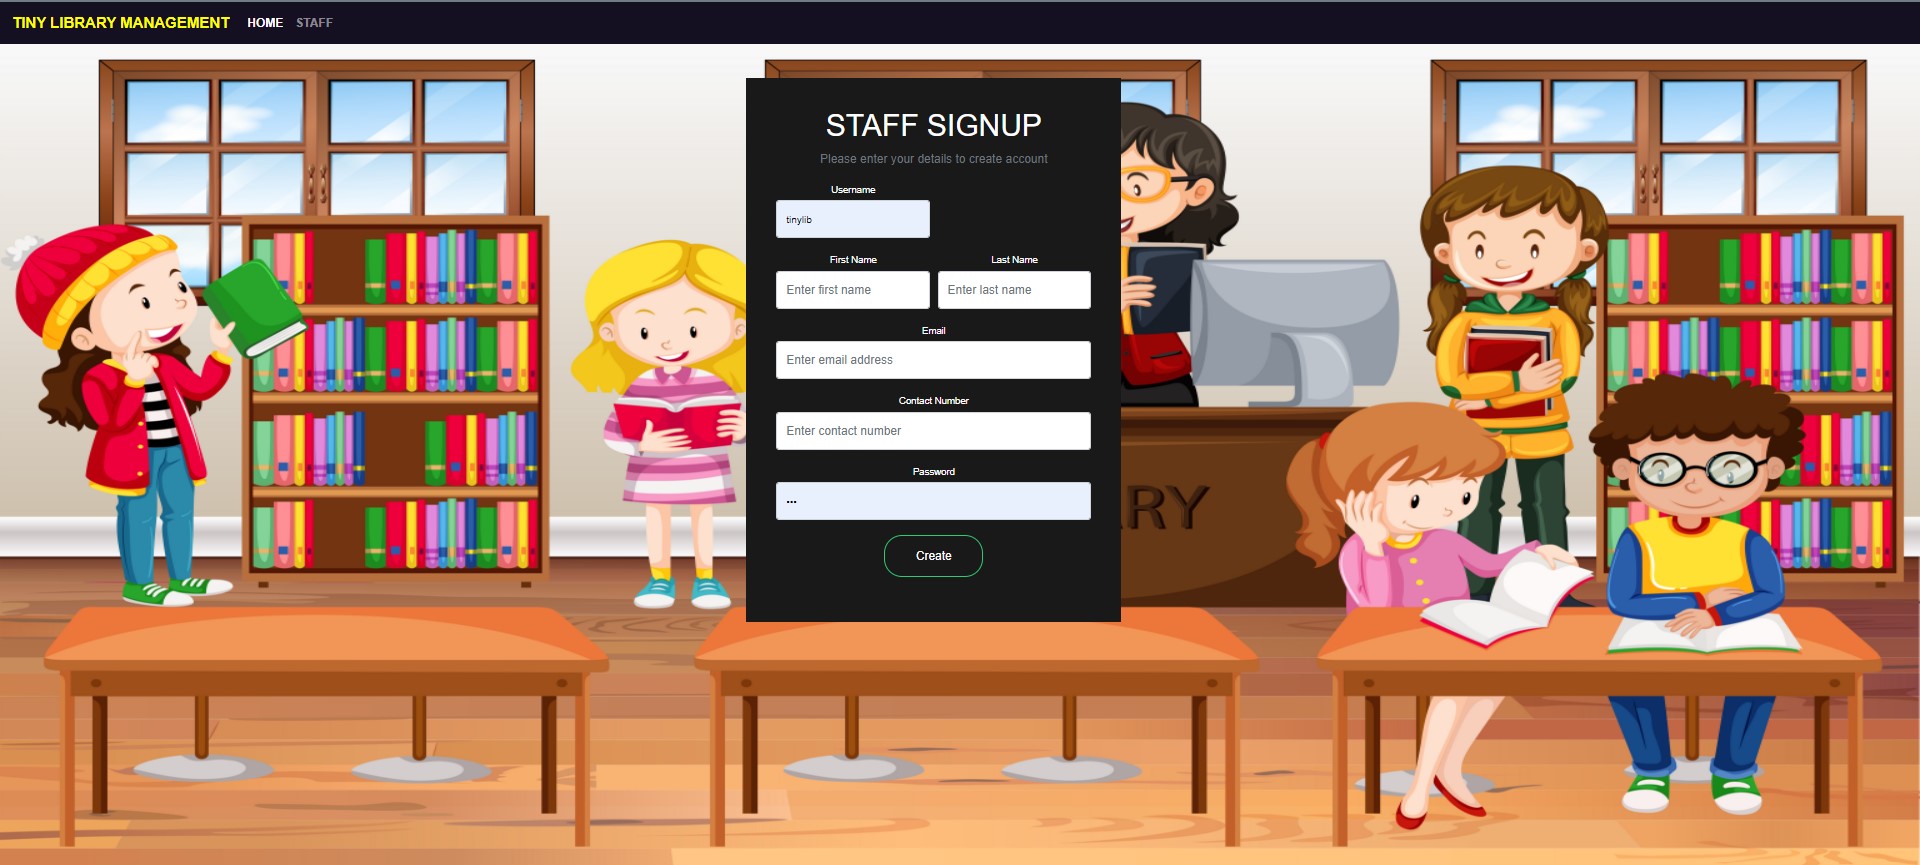 TINY LIBRARY MANAGEMENT HOME STAFF
STAFF SIGNUP
Please enter your details to create account
Username
tinylib
First Name Last Name
Enter first name Enter last name
Email
Enter email address
Contact Number
Enter contact number
Password
•••
Create
RY